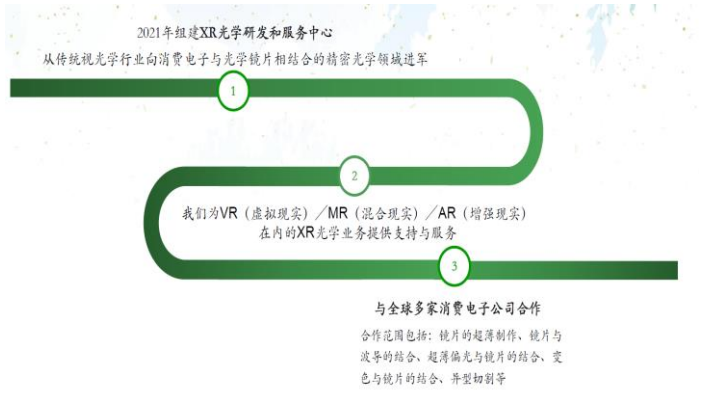 2021年组建XR光学研发和服务中心
从传统视光学行业向消费电子与光学镜片相结合的精密光学领域进军
1
2
我们为VR（虚拟现实）／MR（混合现实）／AR（增强现实）
在内的XR光学业务提供支持与服务
3
与全球多家消费电子公司合作
合作范围包括：镜片的超薄制作、镜片与
波导的结合、超薄偏光与镜片的结合、变
色与镜片的结合、异型切割等